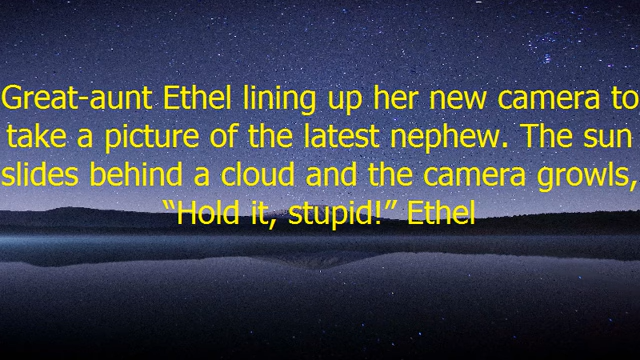 Great-aunt Ethel lining up her new camera to
take a picture of the latest nephew. The sun
slides behind a cloud and the camera growls,
“Hold it, stupid!” Ethel